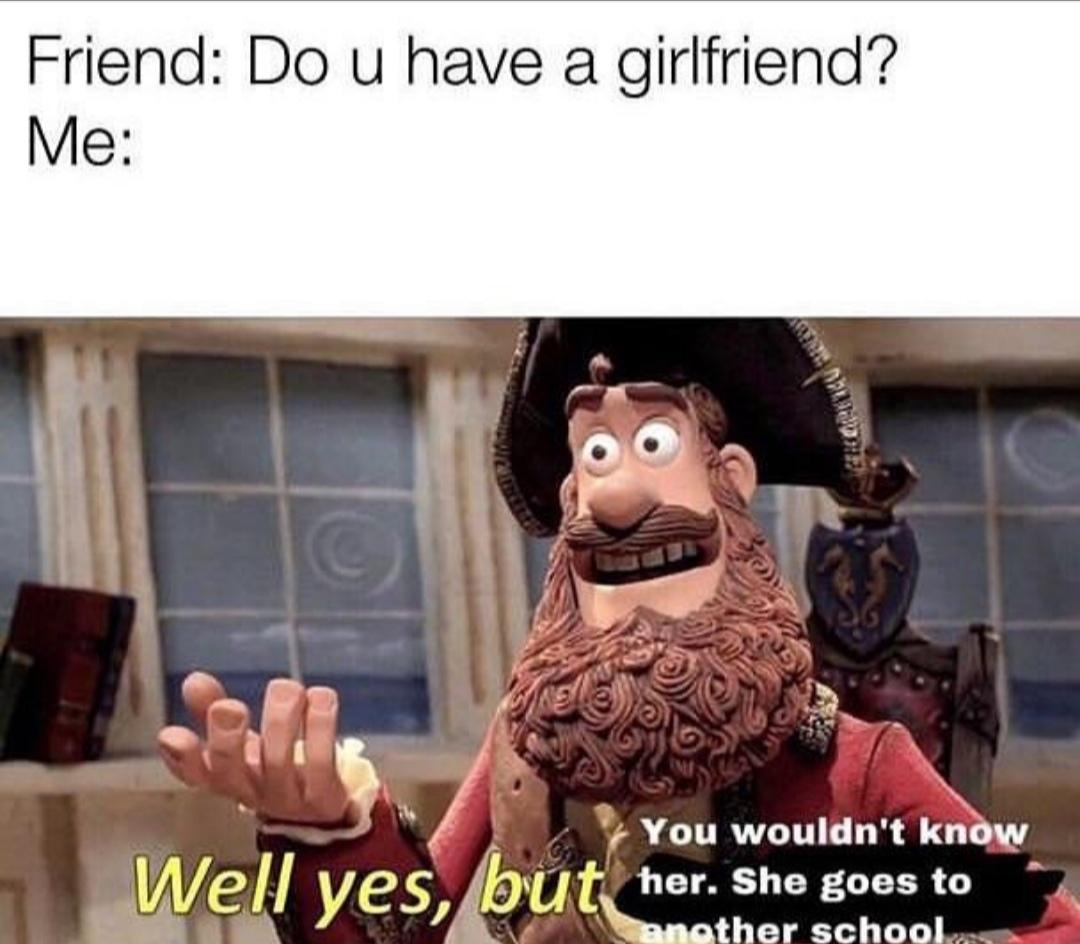 Friend: Do u have a girlfriend?
Me:
You wouldn't know
Well yes, but her. She goes to
another school